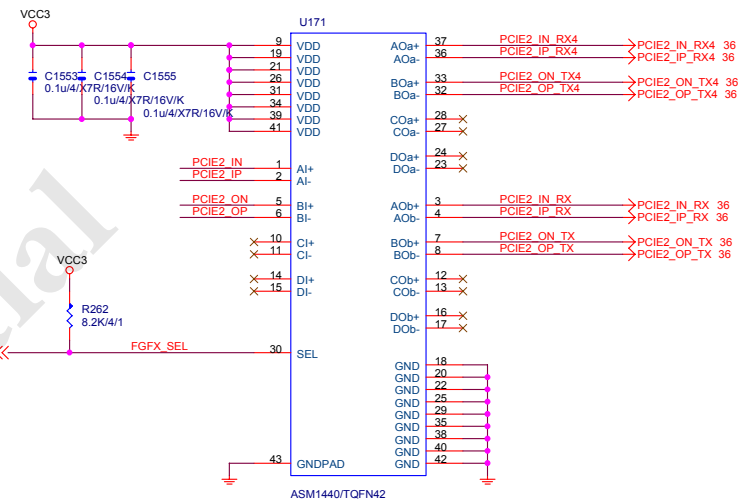 VCC3
U171
9 VDD
19 VDD
21 VDD
26 VDD
31 VDD
34 VDD
39 VDD
41 VDD
C1553 C1554 C1555
0.1u/4/X7R/16V/K
0.1u/4/X7R/16V/K
0.1u/4/X7R/16V/K
PCIE2_IN 1 AI+
PCIE2_IP 2 AI-
PCIE2_ON 5 BI+
PCIE2_OP 6 BI-
10 CI+
11 CI-
14 DI+
15 DI-
VCC3
R262
8.2K/4/1
FGFX_SEL 30 SEL
43 GNDPAD
AOa+ 37 PCIE2_IN_RX4 PCIE2_IN_RX4 36
AOa- 36 PCIE2_IP_RX4 PCIE2_IP_RX4 36
BOa+ 33 PCIE2_ON_TX4 PCIE2_ON_TX4 36
BOa- 32 PCIE2_OP_TX4 PCIE2_OP_TX4 36
COa+ 28
COa- 27
DOa+ 24
DOa- 23
AOb+ 3 PCIE2_IN_RX PCIE2_IN_RX 36
AOb- 4 PCIE2_IP_RX PCIE2_IP_RX 36
BOb+ 7 PCIE2_ON_TX PCIE2_ON_TX 36
BOb- 8 PCIE2_OP_TX PCIE2_OP_TX 36
COb+ 12
COb- 13
DOb+ 16
DOb- 17
GND 18
GND 20
GND 22
GND 25
GND 29
GND 35
GND 38
GND 40
GND 42
ASM1440/TQFN42